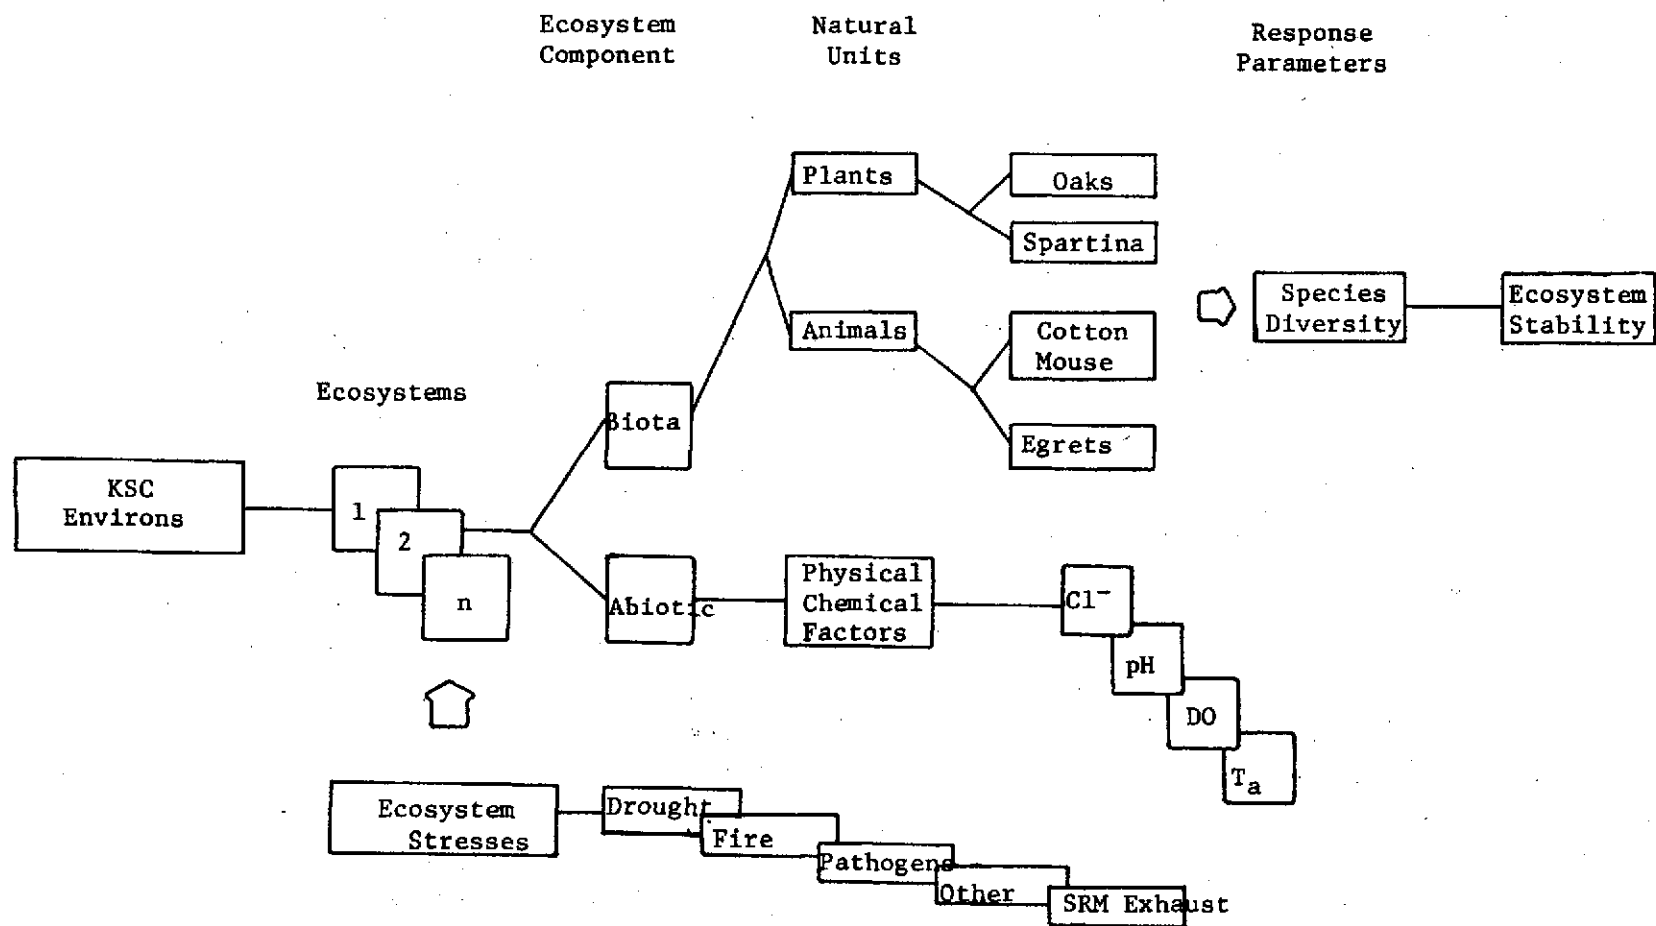 Ecosystem
Component
Natural
Units
Response
Parameters
Plants
Oaks
Spartina
Animals
Cotton
Mouse
Egrets
Species
Diversity
Ecosystem
Stability
Ecosystems
Biota
KSC
Environs
1
2
n
Abiotic
Physical
Chemical
Factors
Cl⁻
pH
DO
Tₐ
Ecosystem
Stresses
Drought
Fire
Pathogens
Other
SRM Exhaust